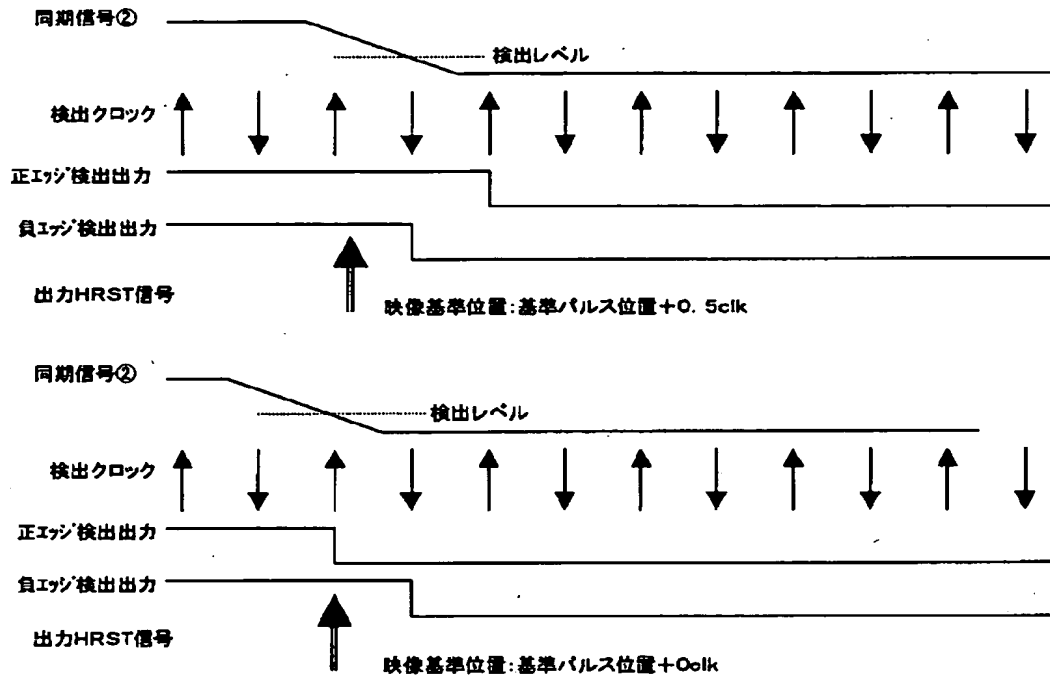 同期信号②
検出レベル
検出クロック
正エッジ検出出力
負エッジ検出出力
出力HRST信号
映像基準位置:基準パルス位置+0. 5clk
同期信号②
検出レベル
検出クロック
正エッジ検出出力
負エッジ検出出力
出力HRST信号
映像基準位置:基準パルス位置+0clk